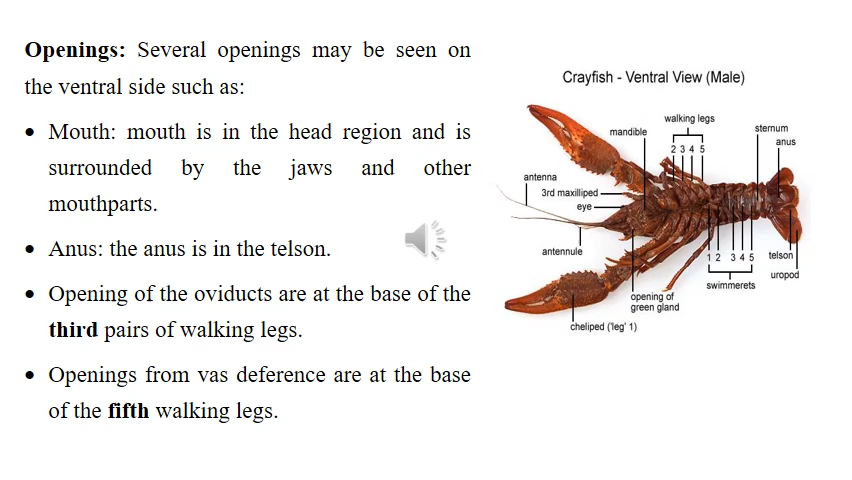 Openings: Several openings may be seen on
the ventral side such as:
• Mouth: mouth is in the head region and is
surrounded by the jaws and other
mouthparts.
• Anus: the anus is in the telson.
• Opening of the oviducts are at the base of the
third pairs of walking legs.
• Openings from vas deference are at the base
of the fifth walking legs.
Crayfish - Ventral View (Male)
walking legs
mandible
sternum
anus
2 3 4 5
antenna
3rd maxilliped
eye
antennule
1 2 3 4 5
telson
swimmerets
uropod
opening of
green gland
cheliped ('leg' 1)